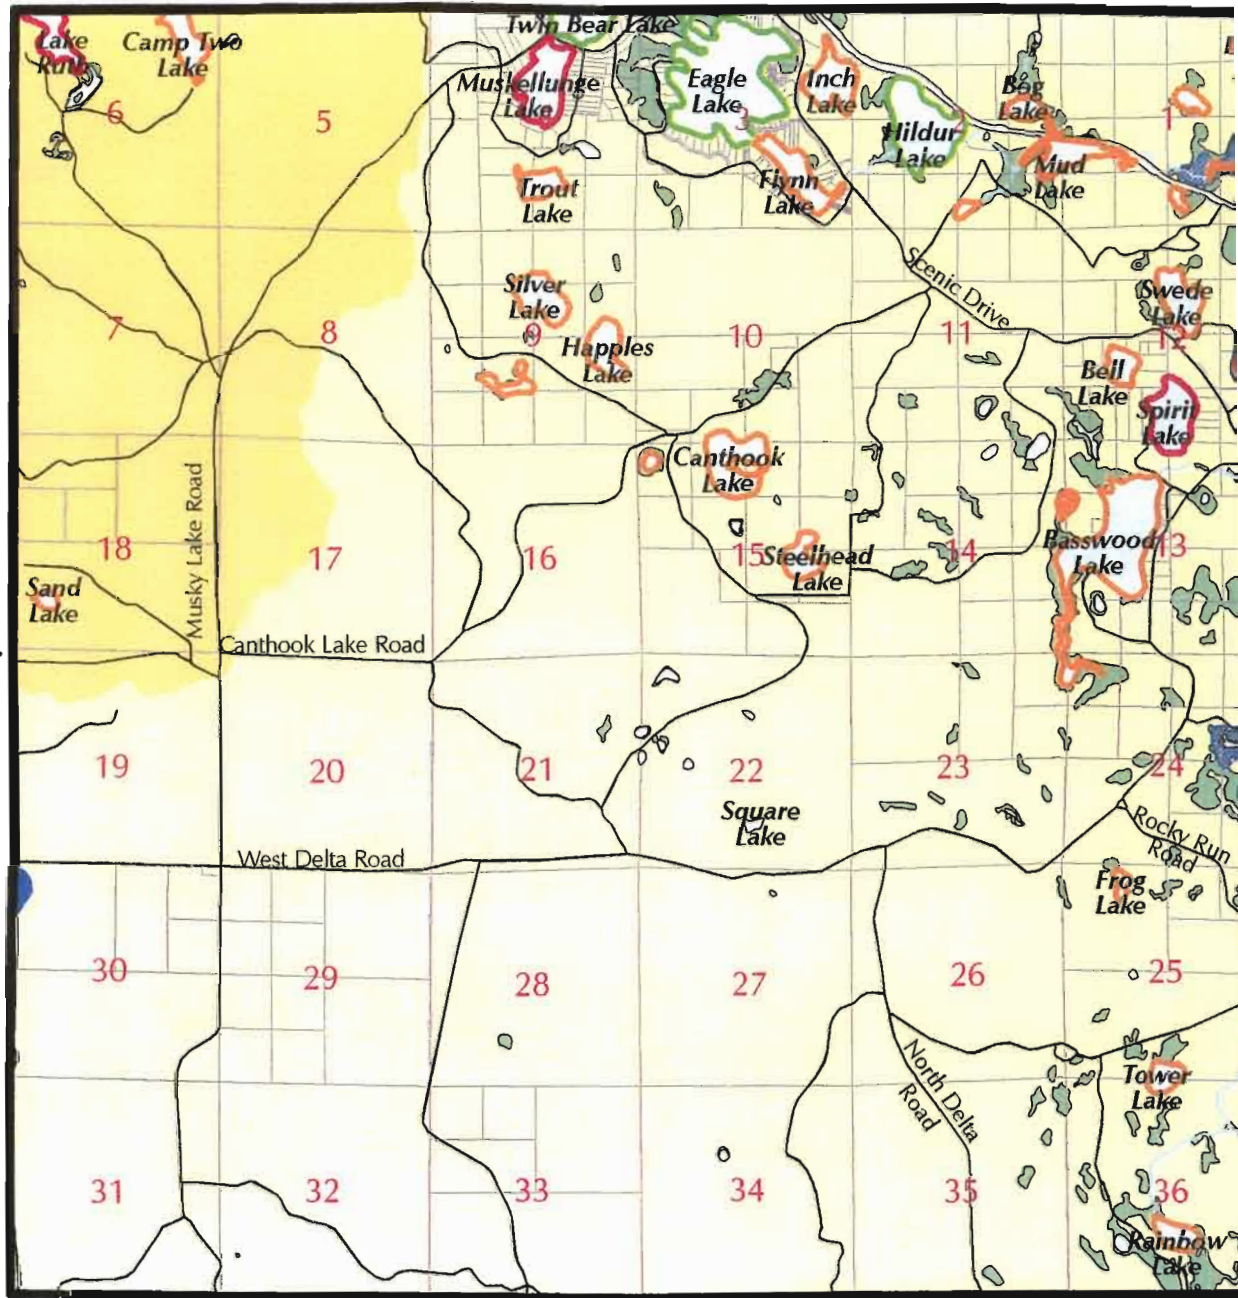 Twin Bear Lake
Lake
Ruth
Camp Two
Lake
Muskellunge
Lake
Eagle
Lake
Inch
Lake
Bog
Lake
6
5
3
2
1
Hildur
Lake
Mud
Lake
Trout
Lake
Flynn
Lake
Scenic Drive
Silver
Lake
Swede
Lake
7
8
9
10
11
12
Happles
Lake
Bell
Lake
Spirit
Lake
Canthook
Lake
Musky Lake Road
18
17
16
15
14
13
Steelhead
Lake
Basswood
Lake
Sand
Lake
Canthook Lake Road
19
20
21
22
23
24
Square
Lake
Rocky Run
Road
West Delta Road
Frog
Lake
30
29
28
27
26
25
North Delta
Road
Tower
Lake
31
32
33
34
35
36
Rainbow
Lake